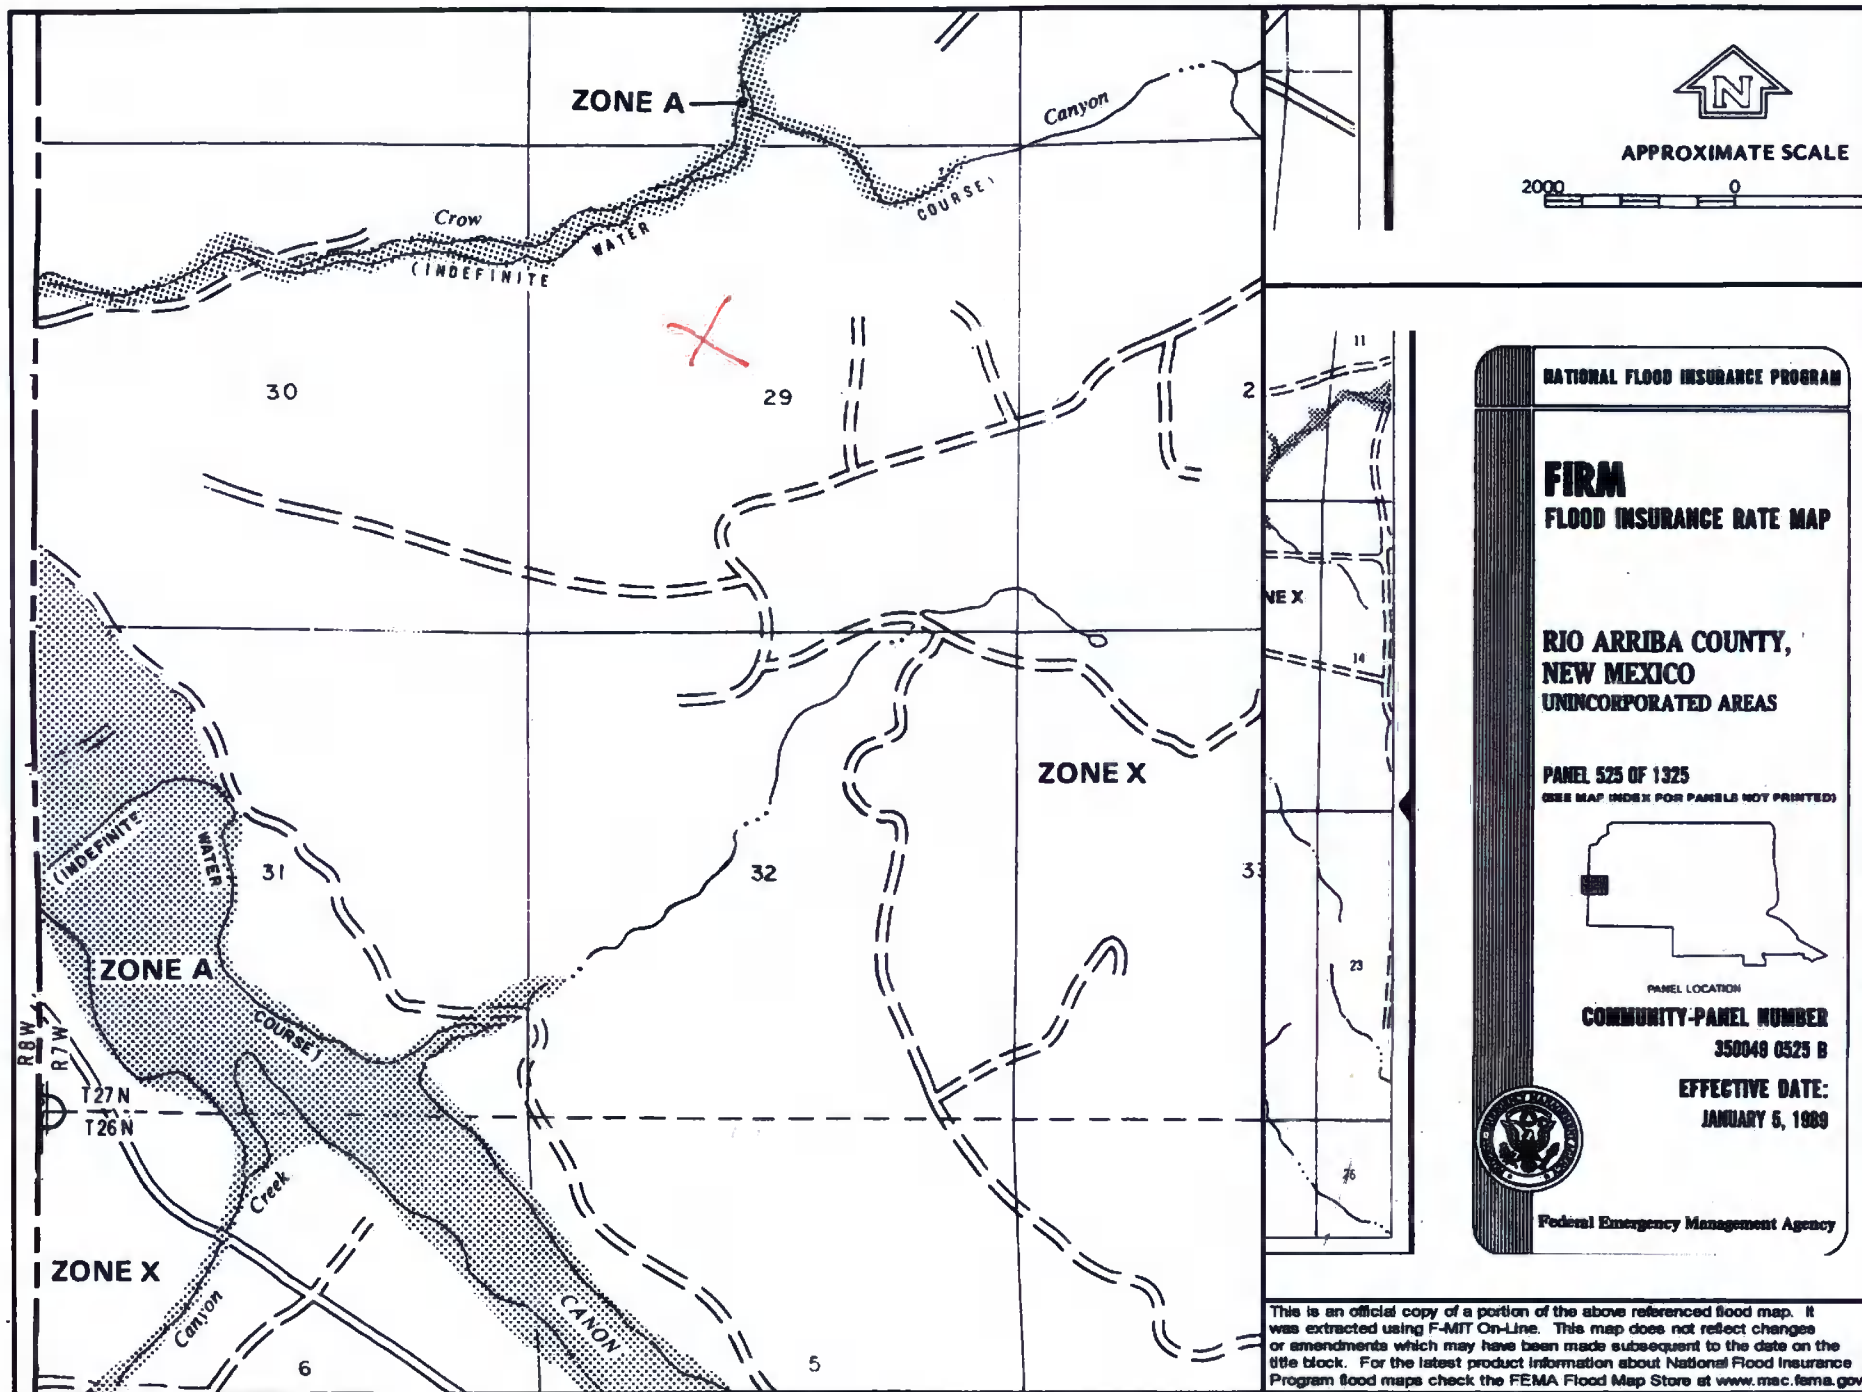 ZONE A
Canyon
Crow
WATER
COURSE)
(INDEFINITE
30
29
2
ZONE X
(INDEFINITE
WATER
31
32
33
ZONE A
COURSE)
R8W
R7W
T27N
T26N
Creek
ZONE X
Canyon
CANON
6
5
11
NE X
14
23
26
N
APPROXIMATE SCALE
2000
0
NATIONAL FLOOD INSURANCE PROGRAM
FIRM
FLOOD INSURANCE RATE MAP
RIO ARRIBA COUNTY,
NEW MEXICO
UNINCORPORATED AREAS
PANEL 525 OF 1325
(SEE MAP INDEX FOR PANELS NOT PRINTED)
PANEL LOCATION
COMMUNITY-PANEL NUMBER
350049 0525 B
EFFECTIVE DATE:
JANUARY 5, 1989
Federal Emergency Management Agency
This is an official copy of a portion of the above referenced flood map. It
was extracted using F-MIT On-Line. This map does not reflect changes
or amendments which may have been made subsequent to the date on the
title block. For the latest product information about National Flood Insurance
Program flood maps check the FEMA Flood Map Store at www.msc.fema.gov